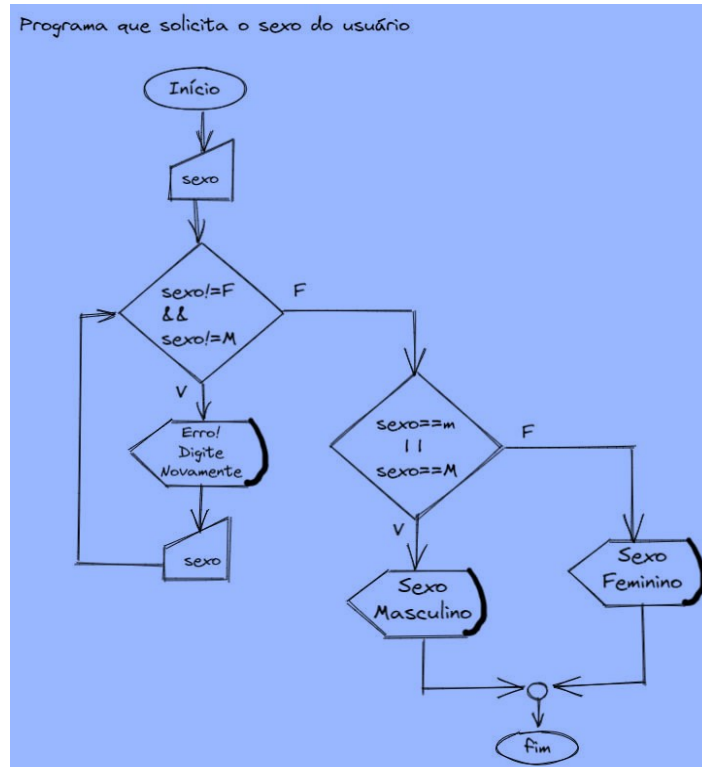 Programa que solicita o sexo do usuário
Início
sexo
sexo!=F
&&
sexo!=M
F
V
Erro!
Digite
Novamente
sexo
sexo==m
||
sexo==M
F
V
Sexo
Masculino
Sexo
Feminino
fim